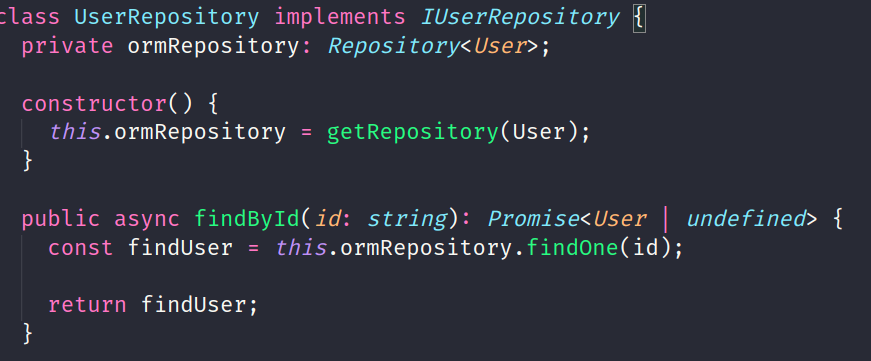 class UserRepository implements IUserRepository {
private ormRepository: Repository<User>;
constructor() {
this.ormRepository = getRepository(User);
}
public async findById(id: string): Promise<User | undefined> {
const findUser = this.ormRepository.findOne(id);
return findUser;
}